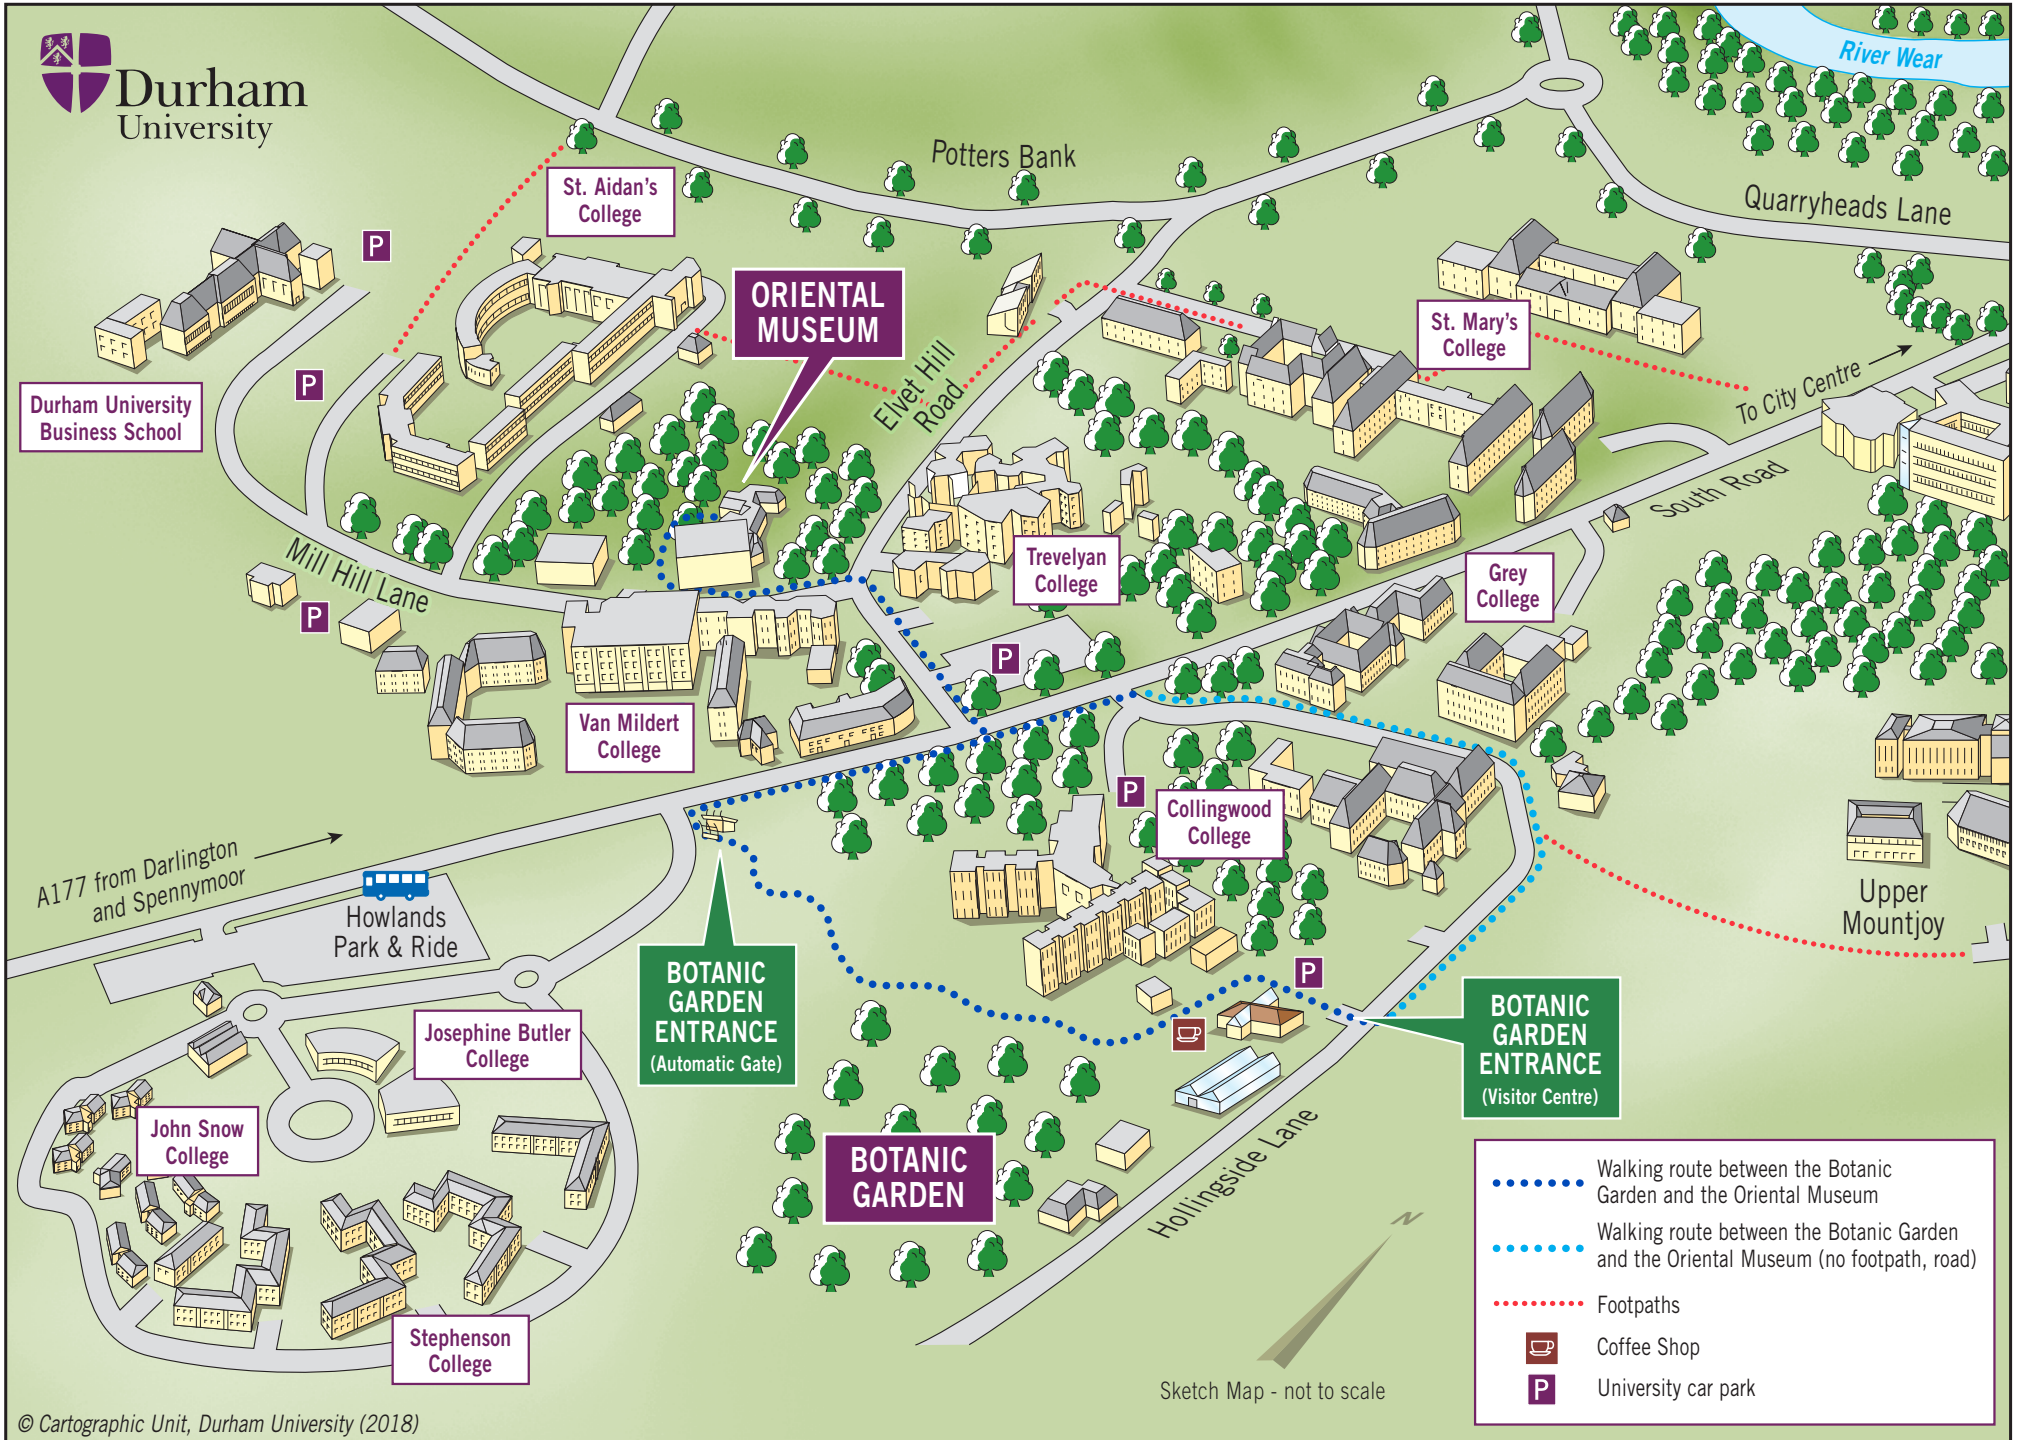 Durham
University
River Wear
Potters Bank
Quarryheads Lane
St. Aidan's
College
P
ORIENTAL
MUSEUM
St. Mary's
College
To City Centre
P
Durham University
Business School
Elvet Hill
Road
South Road
Mill Hill Lane
Trevelyan
College
Grey
College
P
P
Van Mildert
College
P
Collingwood
College
A177 from Darlington
and Spennymoor
Howlands
Park & Ride
Upper
Mountjoy
BOTANIC
GARDEN
ENTRANCE
(Automatic Gate)
P
BOTANIC
GARDEN
ENTRANCE
(Visitor Centre)
Josephine Butler
College
John Snow
College
BOTANIC
GARDEN
Hollingside Lane
N
Stephenson
College
Sketch Map - not to scale
Walking route between the Botanic
Garden and the Oriental Museum
Walking route between the Botanic Garden
and the Oriental Museum (no footpath, road)
Footpaths
Coffee Shop
P University car park
© Cartographic Unit, Durham University (2018)